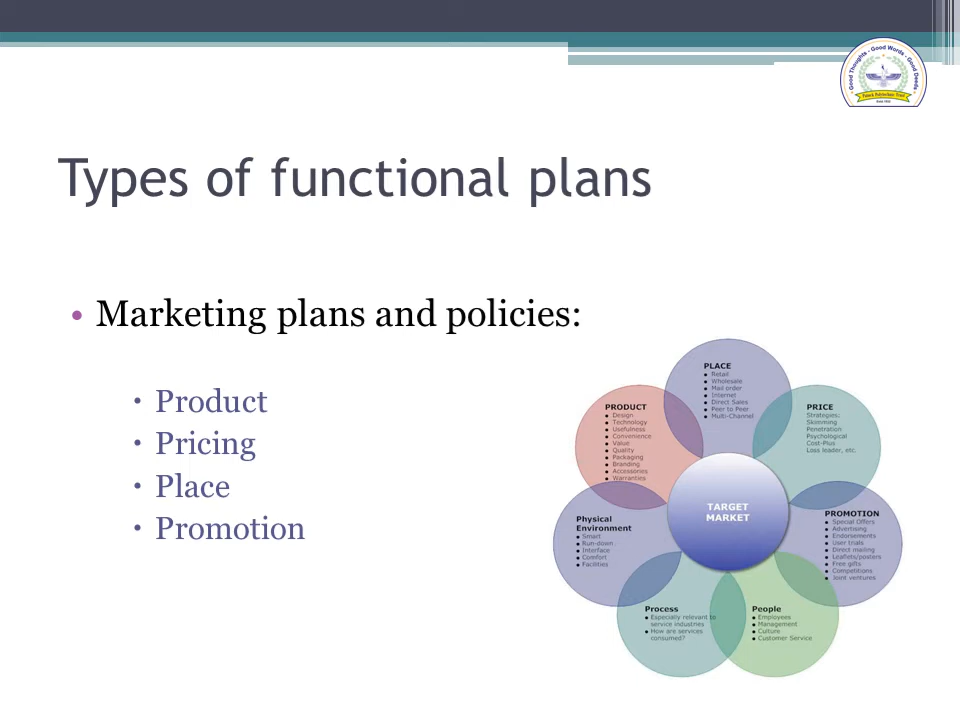 Good Thoughts - Good Words - Good Deeds
Types of functional plans
• Marketing plans and policies:
Product
Pricing
Place
Promotion
PLACE
● Retail
● Wholesale
● Mail order
● Internet
● Direct Sales
● Peer to Peer
● Multi-Channel
PRODUCT
● Design
● Technology
● Usefulness
● Convenience
● Value
● Quality
● Packaging
● Branding
● Accessories
● Warranties
PRICE
Strategies:
Skimming
Penetration
Psychological
Cost-Plus
Loss leader, etc.
TARGET
MARKET
Physical
Environment
● Smart
● Run-down
● Interface
● Comfort
● Facilities
PROMOTION
● Special Offers
● Advertising
● Endorsements
● User trials
● Direct mailing
● Leaflets/posters
● Free gifts
● Competitions
● Joint ventures
Process
● Especially relevant to
service industries
● How are services
consumed?
People
● Employees
● Management
● Culture
● Customer Service